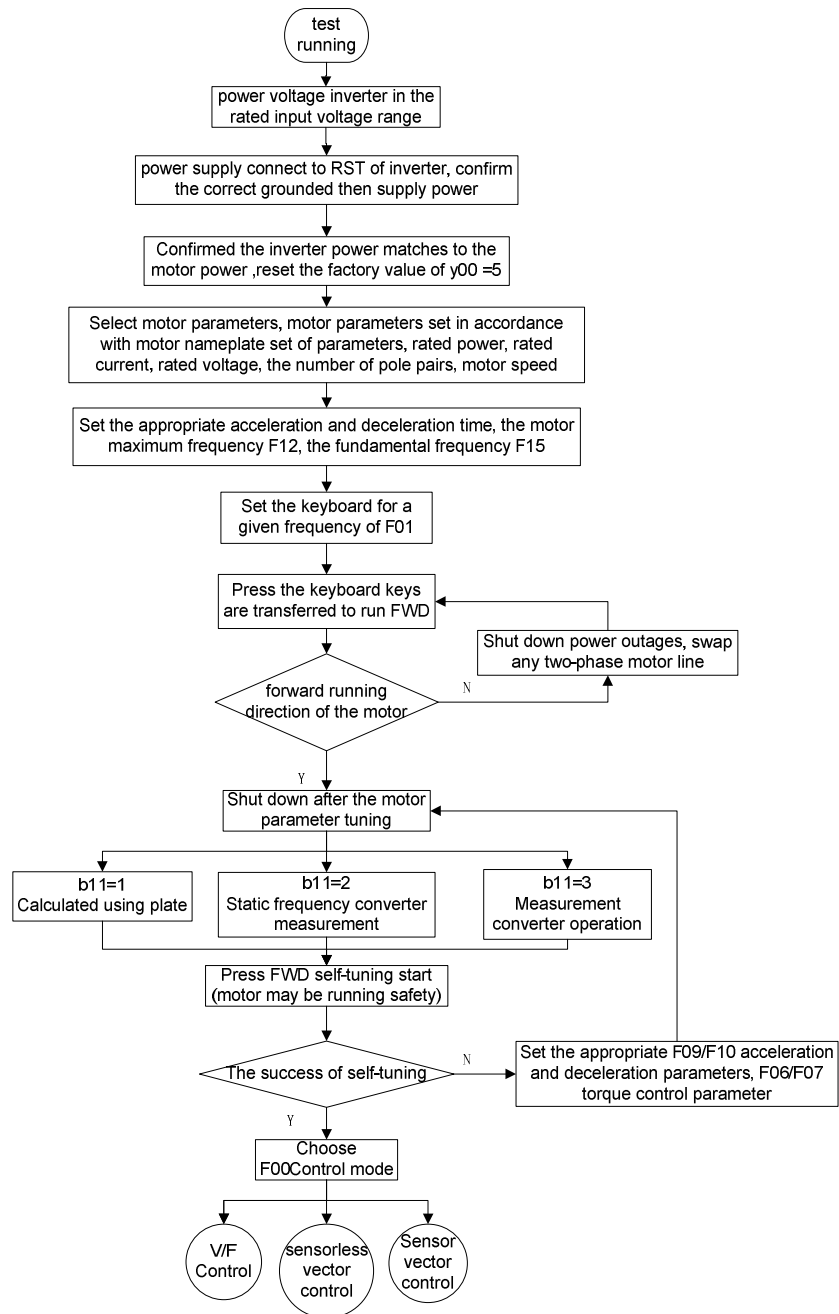 test
running
power voltage inverter in the
rated input voltage range
power supply connect to RST of inverter, confirm
the correct grounded then supply power
Confirmed the inverter power matches to the
motor power ,reset the factory value of y00 =5
Select motor parameters, motor parameters set in accordance
with motor nameplate set of parameters, rated power, rated
current, rated voltage, the number of pole pairs, motor speed
Set the appropriate acceleration and deceleration time, the motor
maximum frequency F12, the fundamental frequency F15
Set the keyboard for a
given frequency of F01
Press the keyboard keys
are transferred to run FWD
Shut down power outages, swap
any two-phase motor line
forward running
direction of the motor
N
Y
Shut down after the motor
parameter tuning
b11=1
Calculated using plate
b11=2
Static frequency converter
measurement
b11=3
Measurement
converter operation
Press FWD self-tuning start
(motor may be running safety)
The success of self-tuning
N
Set the appropriate F09/F10 acceleration
and deceleration parameters, F06/F07
torque control parameter
Y
Choose
F00Control mode
V/F
Control
sensorless
vector
control
Sensor
vector
control